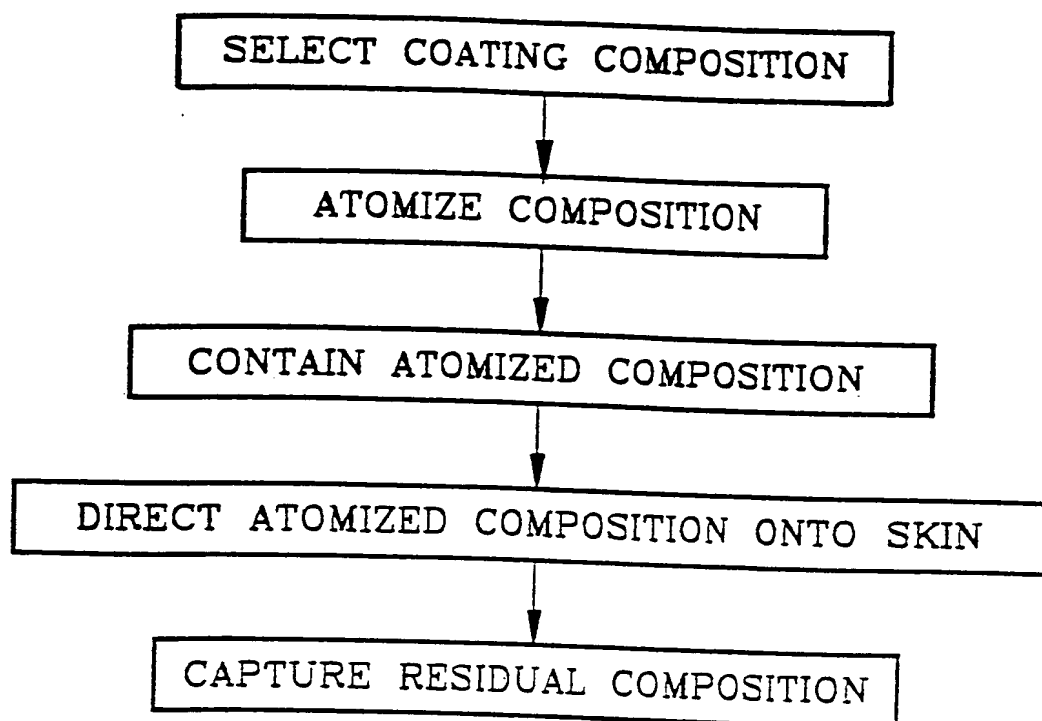 SELECT COATING COMPOSITION
ATOMIZE COMPOSITION
CONTAIN ATOMIZED COMPOSITION
DIRECT ATOMIZED COMPOSITION ONTO SKIN
CAPTURE RESIDUAL COMPOSITION